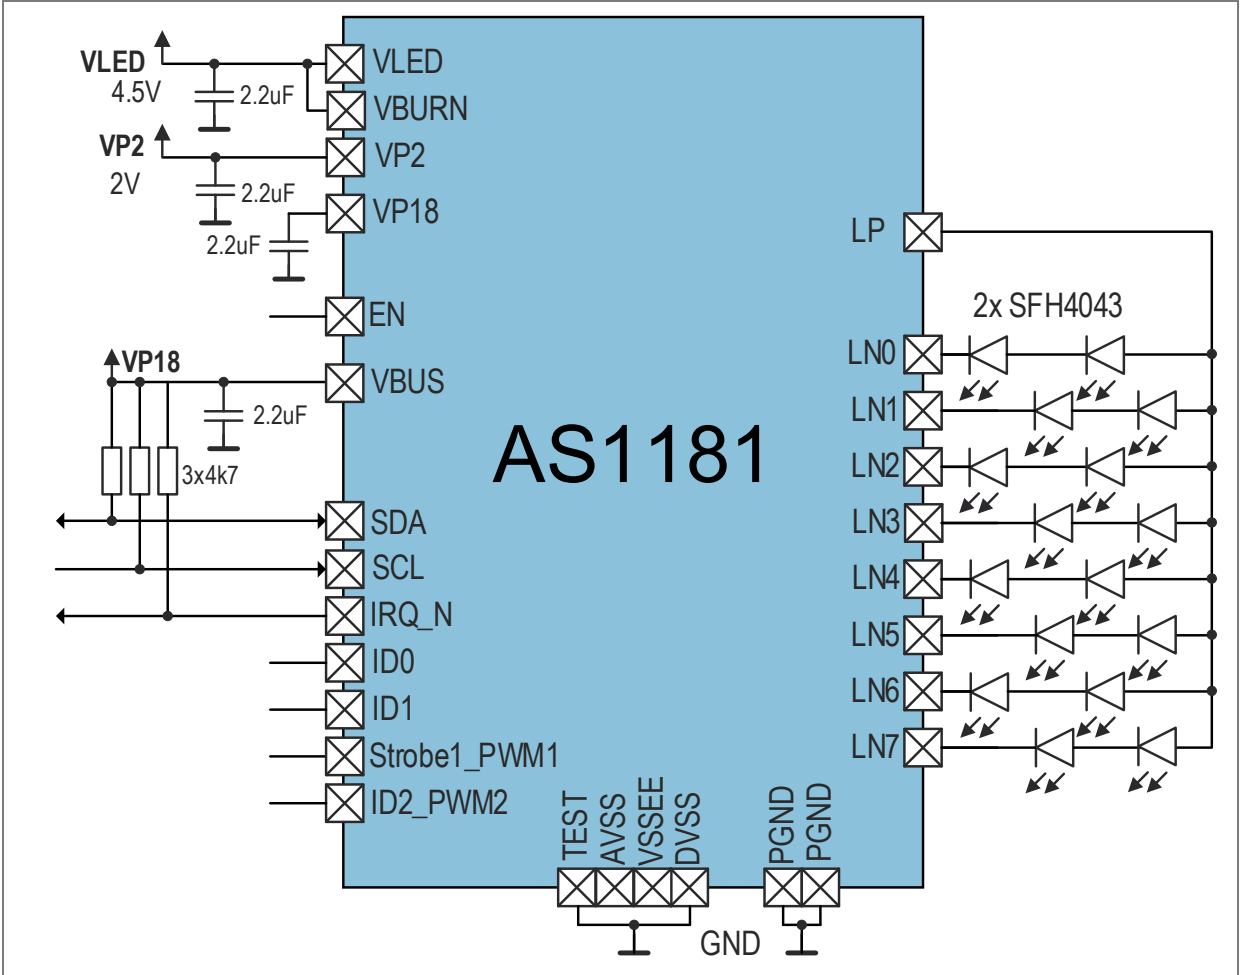 VLED
4.5V
2.2uF
VP2
2V
2.2uF
2.2uF
VP18
2.2uF
3x4k7
VLED
VBURN
VP2
VP18
EN
VBUS
SDA
SCL
IRQ_N
ID0
ID1
Strobe1_PWM1
ID2_PWM2
AS1181
TEST
AVSS
VSSEE
DVSS
PGND
PGND
GND
LP
2x SFH4043
LN0
LN1
LN2
LN3
LN4
LN5
LN6
LN7